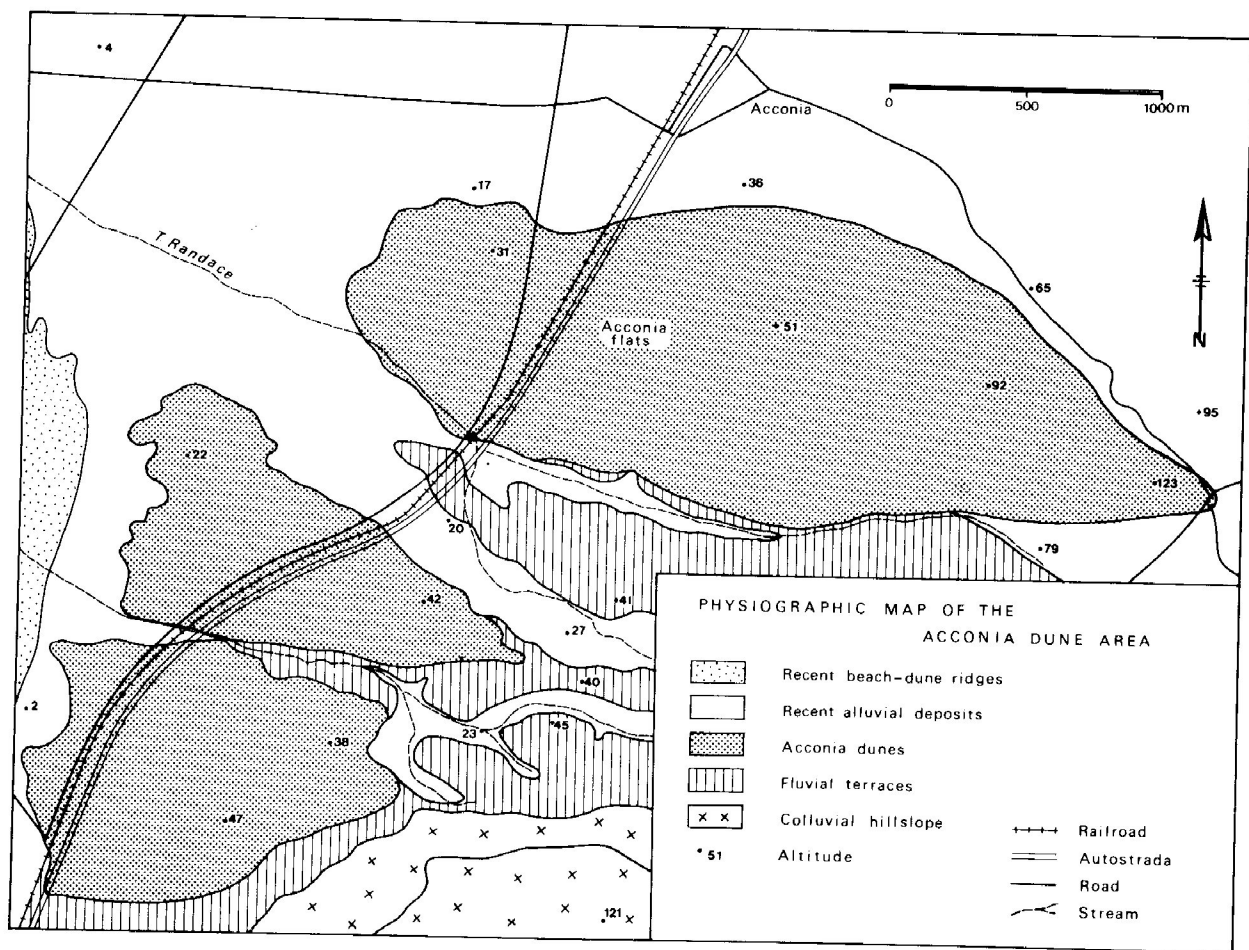 4
Acconia
0 500 1000 m
17
36
T. Randace
31
65
Acconia
flats
51
N
92
95
22
123
20
79
41
42
27
40
2
23
45
38
47
121
PHYSIOGRAPHIC MAP OF THE
ACCONIA DUNE AREA
Recent beach-dune ridges
Recent alluvial deposits
Acconia dunes
Fluvial terraces
Colluvial hillslope
51 Altitude
Railroad
Autostrada
Road
Stream